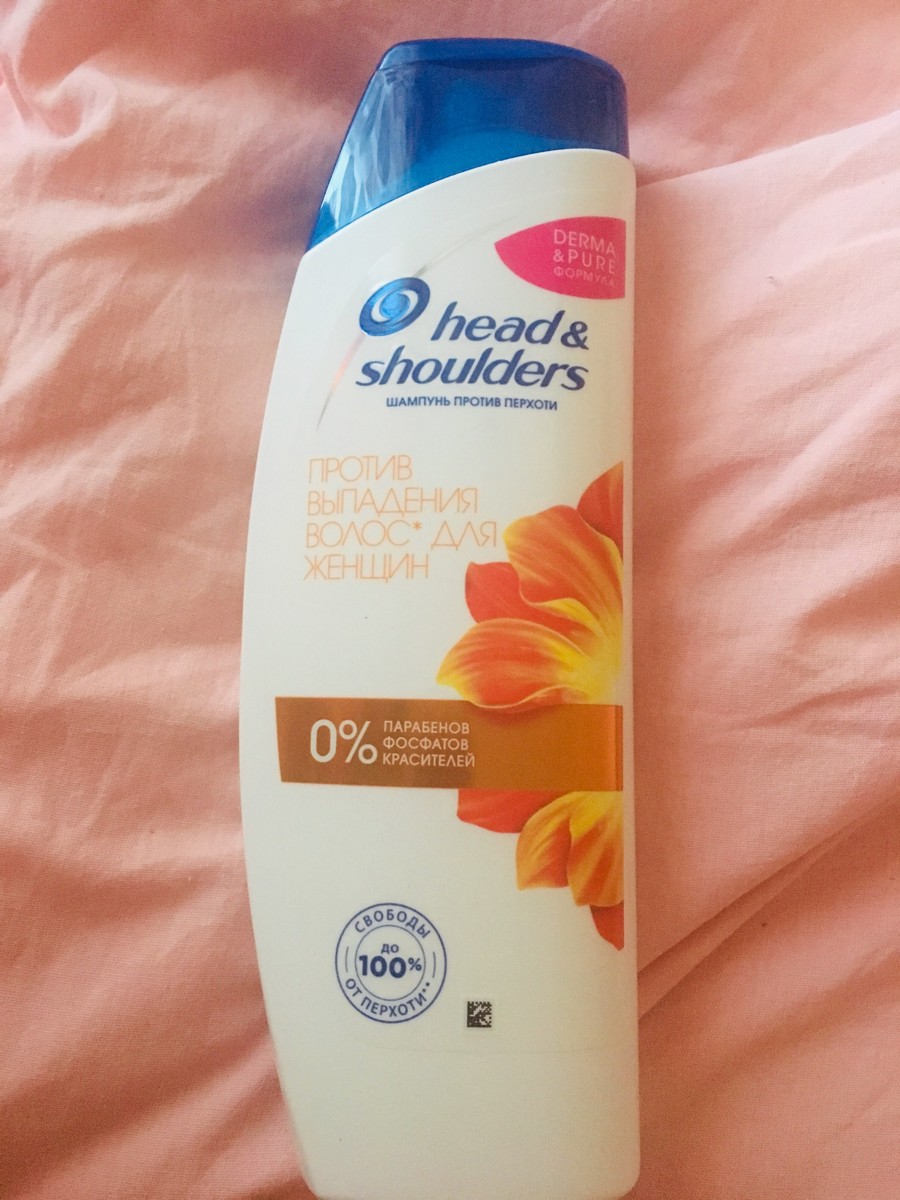 DERMA
&PURE
ФОРМУЛА
head &
shoulders
ШАМПУНЬ ПРОТИВ ПЕРХОТИ
ПРОТИВ
ВЫПАДЕНИЯ
ВОЛОС* ДЛЯ
ЖЕНЩИН
0% ПАРАБЕНОВ
ФОСФАТОВ
КРАСИТЕЛЕЙ
СВОБОДЫ
ДО
100%
ОТ ПЕРХОТИ**